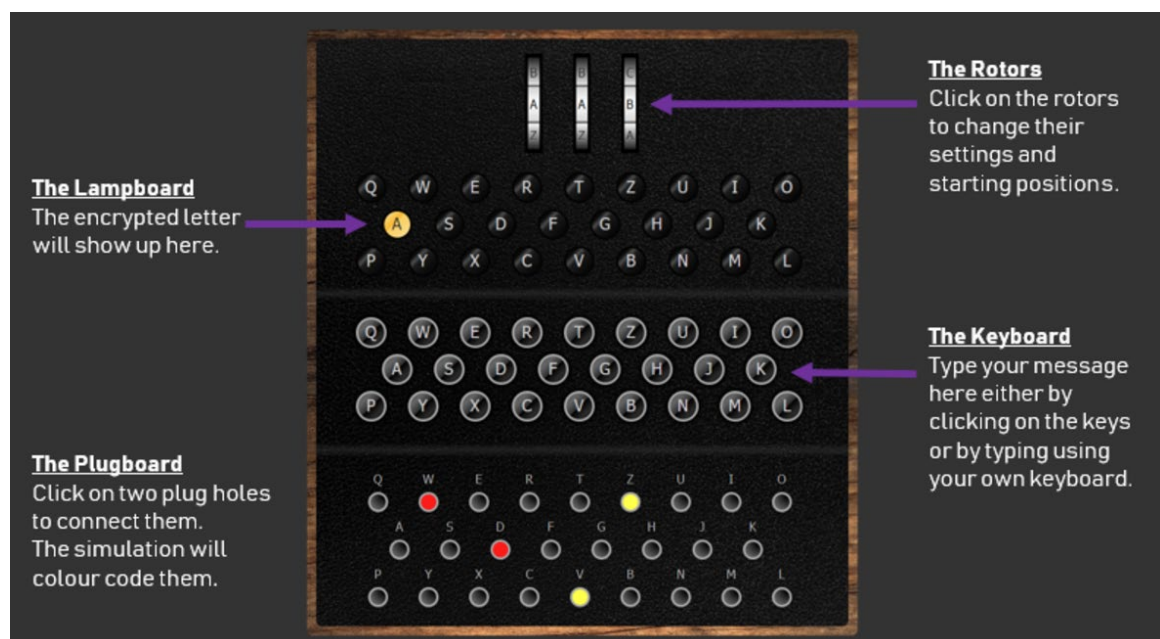 B B C
A A B
Z Z A
The Rotors
Click on the rotors
to change their
settings and
starting positions.
The Lampboard
The encrypted letter
will show up here.
Q W E R T Z U I O
A S D F G H J K
P Y X C V B N M L
Q W E R T Z U I O
A S D F G H J K
P Y X C V B N M L
The Keyboard
Type your message
here either by
clicking on the keys
or by typing using
your own keyboard.
The Plugboard
Click on two plug holes
to connect them.
The simulation will
colour code them.
Q W E R T Z U I O
A S D F G H J K
P Y X C V B N M L